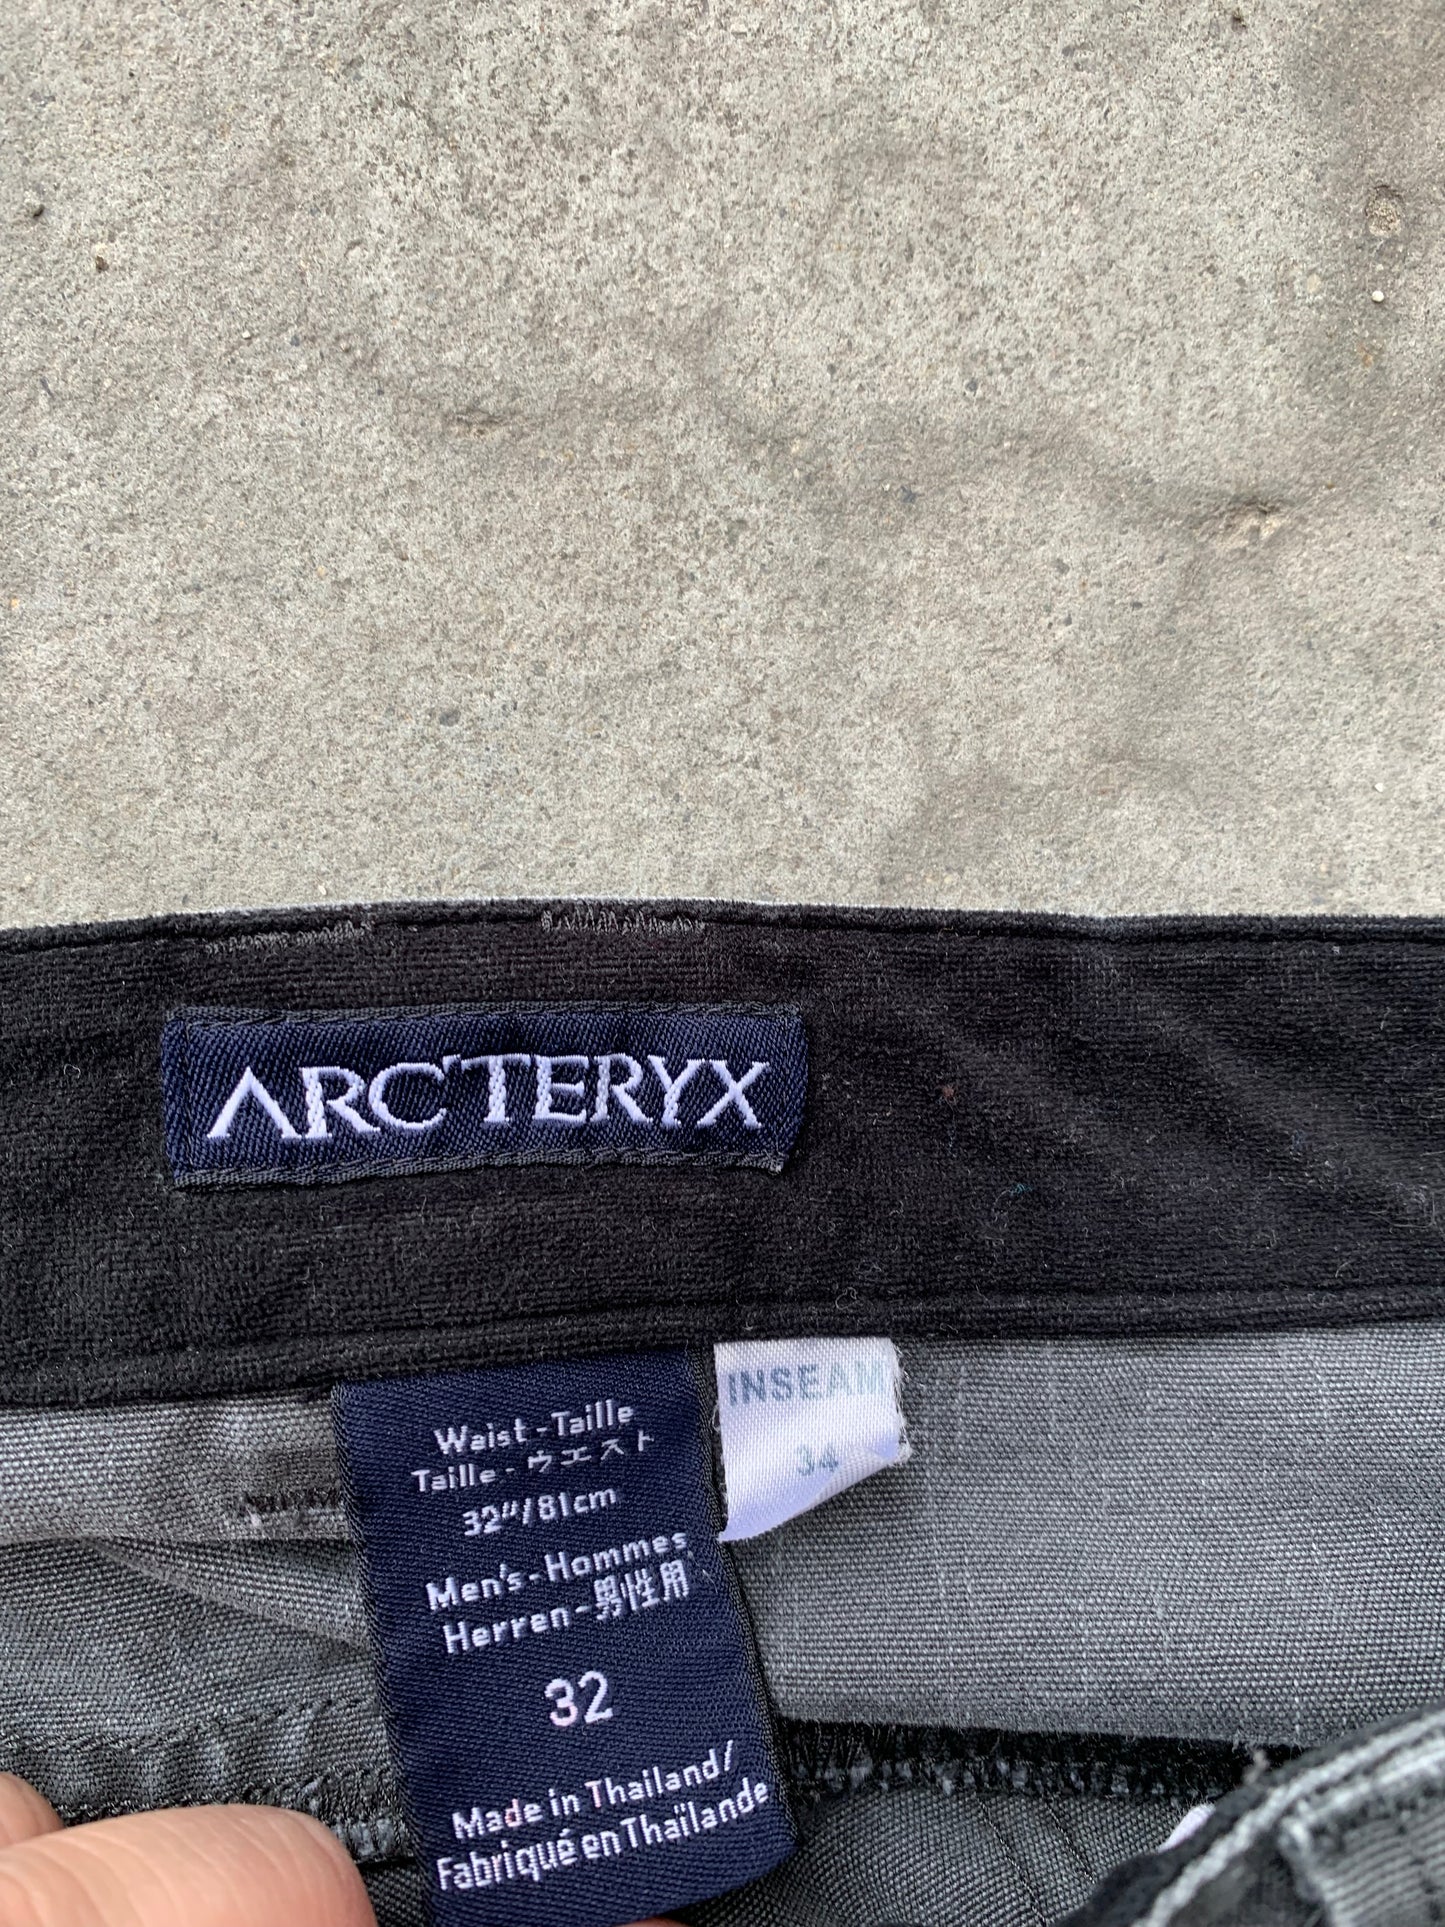 ARC'TERYX
INSEAM
34
Waist - Taille
Taille - ウエスト
32"/81cm
Men's - Hommes
Herren - 男性用
32
Made in Thailand/
Fabriqué en Thaïlande